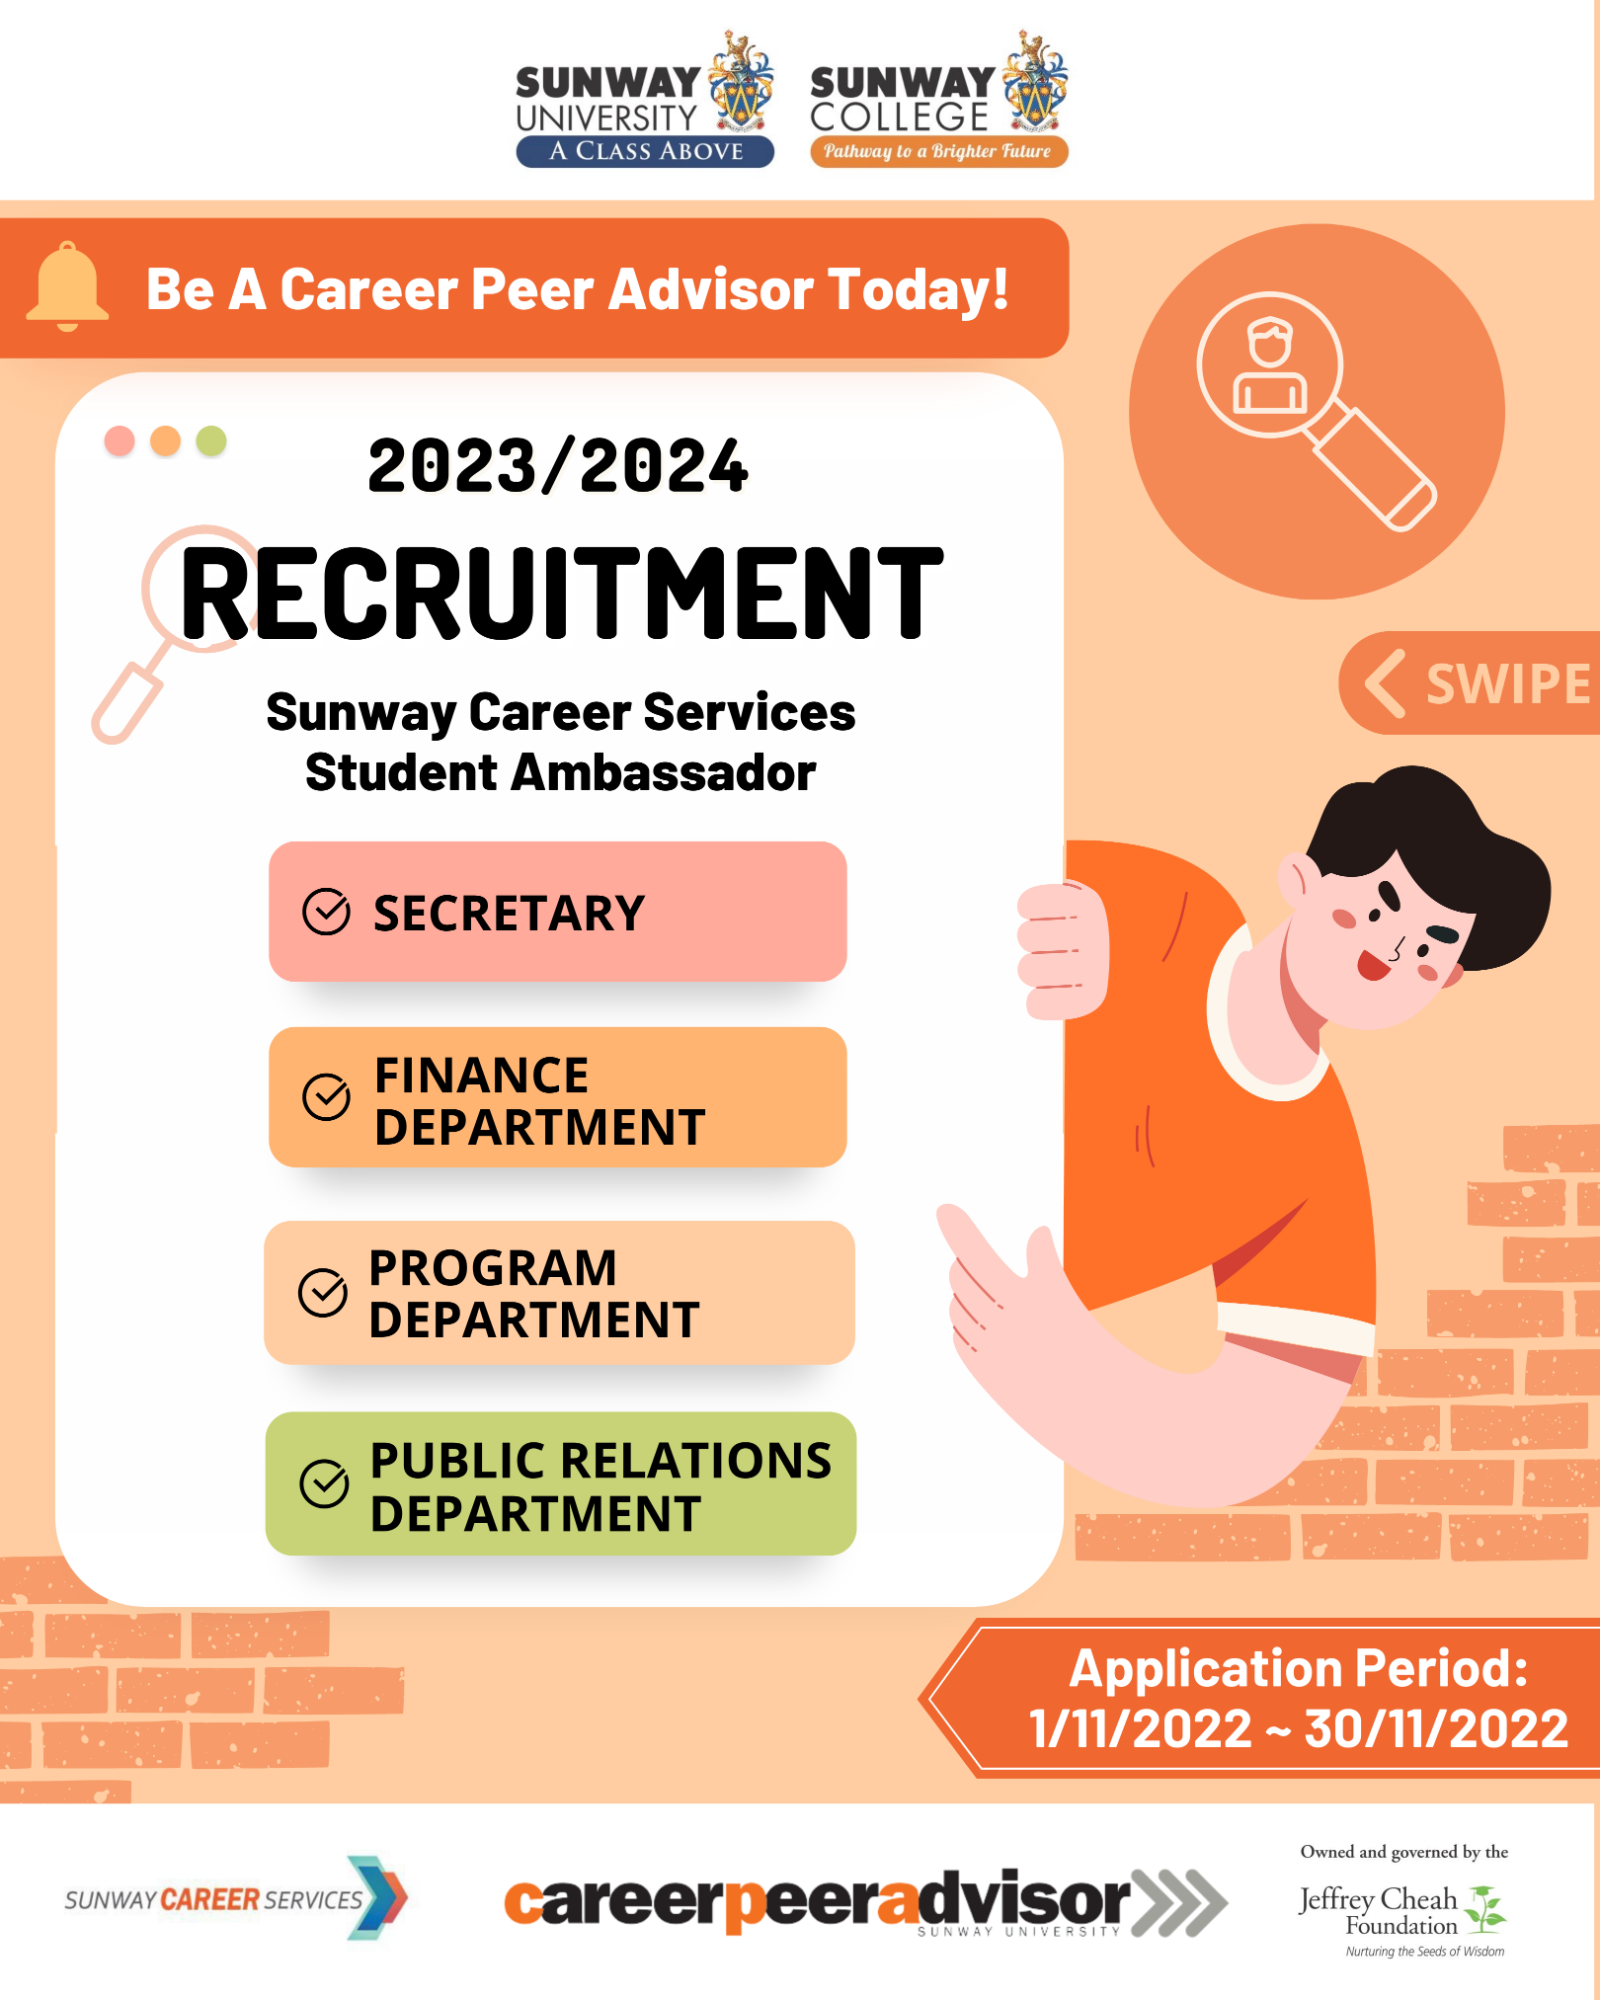 SUNWAY
UNIVERSITY
A CLASS ABOVE
SUNWAY
COLLEGE
Pathway to a Brighter Future
Be A Career Peer Advisor Today!
2023/2024
RECRUITMENT
Sunway Career Services
Student Ambassador
SWIPE
SECRETARY
FINANCE
DEPARTMENT
PROGRAM
DEPARTMENT
PUBLIC RELATIONS
DEPARTMENT
Application Period:
1/11/2022 ~ 30/11/2022
SUNWAY CAREER SERVICES
careerpeeradvisor
SUNWAY UNIVERSITY
Owned and governed by the
Jeffrey Cheah
Foundation
Nurturing the Seeds of Wisdom